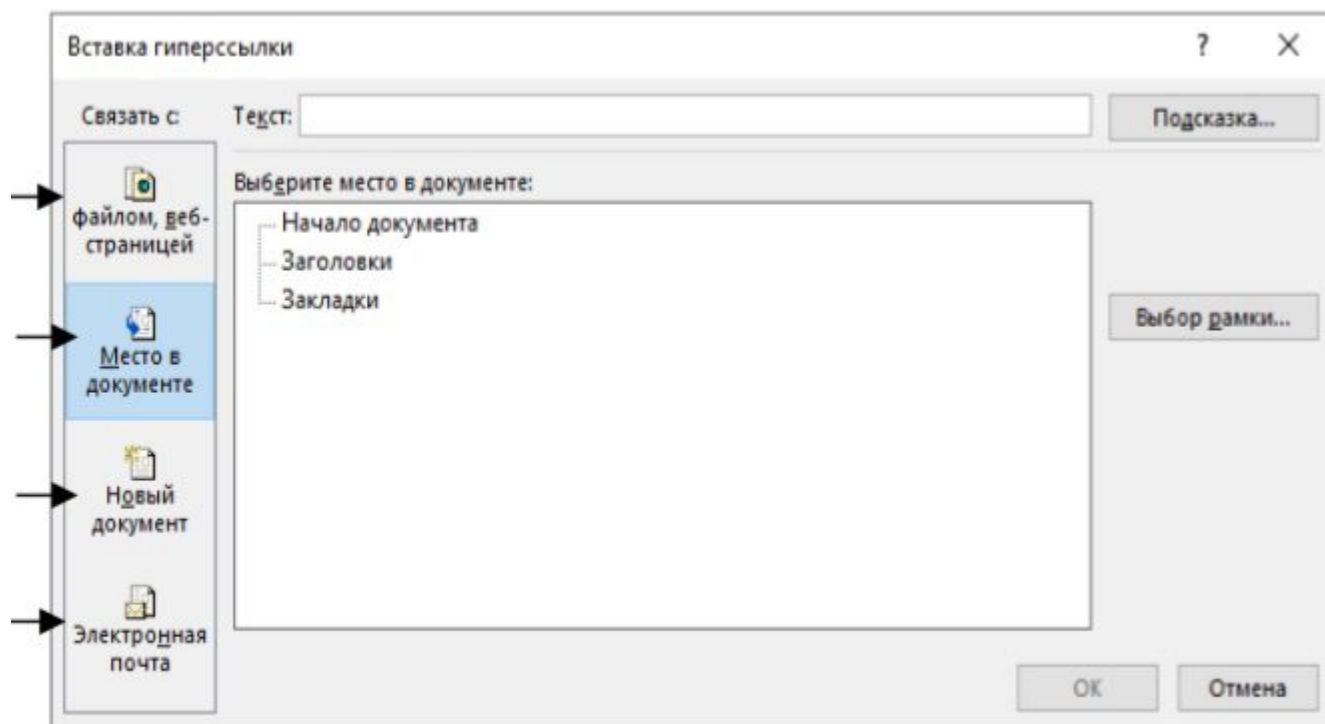 Вставка гиперссылки
?
Связать с:
Текст:
Подсказка...
файлом, веб-
страницей
Выберите место в документе:
Начало документа
Заголовки
Закладки
Выбор рамки...
Место в
документе
Новый
документ
Электронная
почта
ОК
Отмена